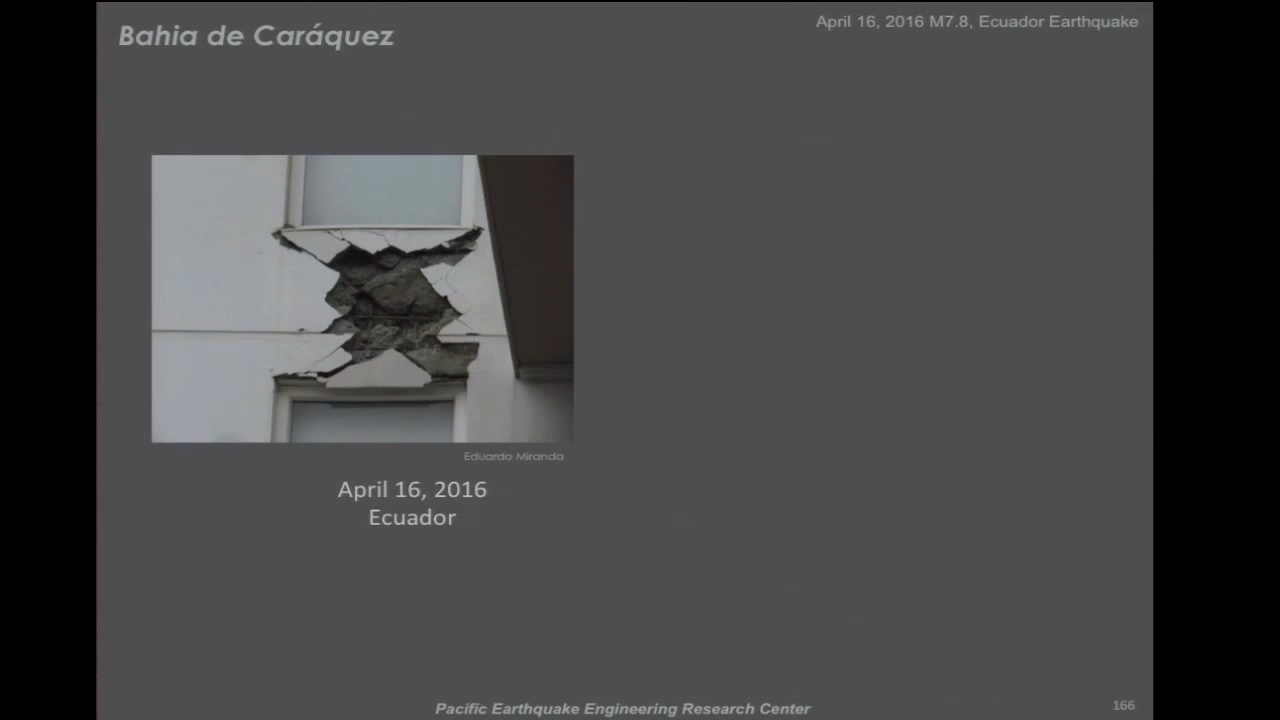 Bahia de Caráquez
April 16, 2016 M7.8, Ecuador Earthquake
Eduardo Miranda
April 16, 2016
Ecuador
Pacific Earthquake Engineering Research Center
166